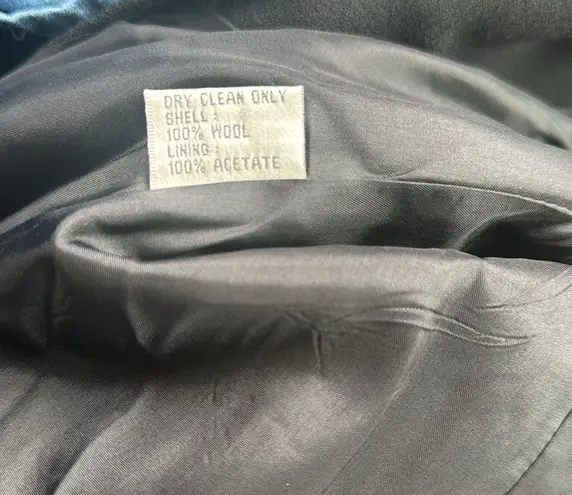 DRY CLEAN ONLY
SHELL :
100% WOOL
LINING :
100% ACETATE